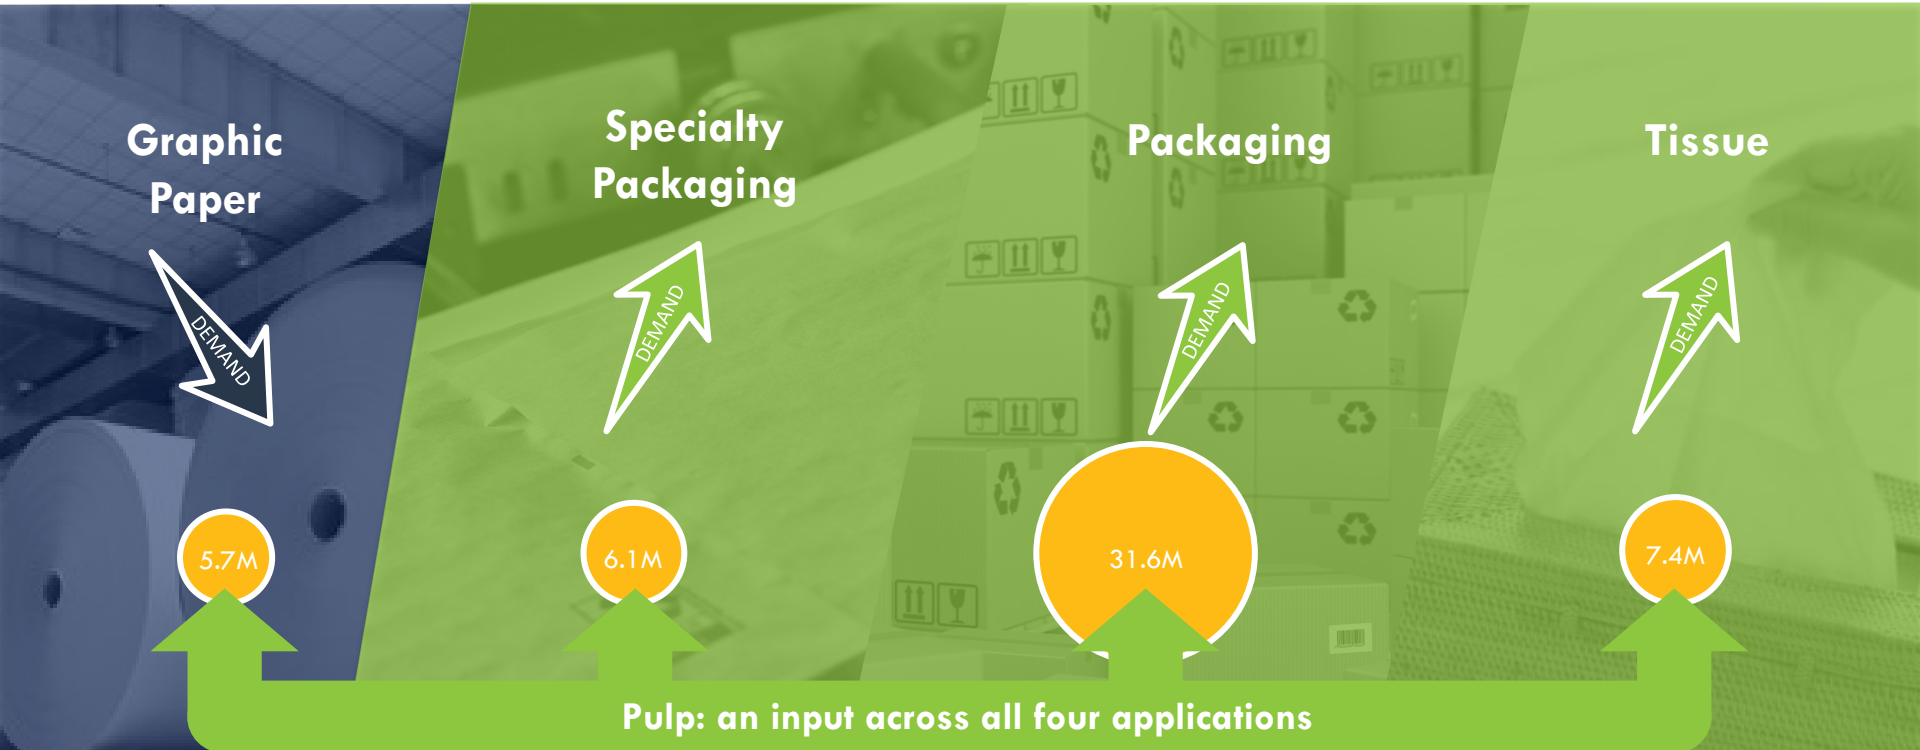 Graphic
Paper
Specialty
Packaging
Packaging
Tissue
DEMAND
DEMAND
DEMAND
DEMAND
5.7M
6.1M
31.6M
7.4M
Pulp: an input across all four applications